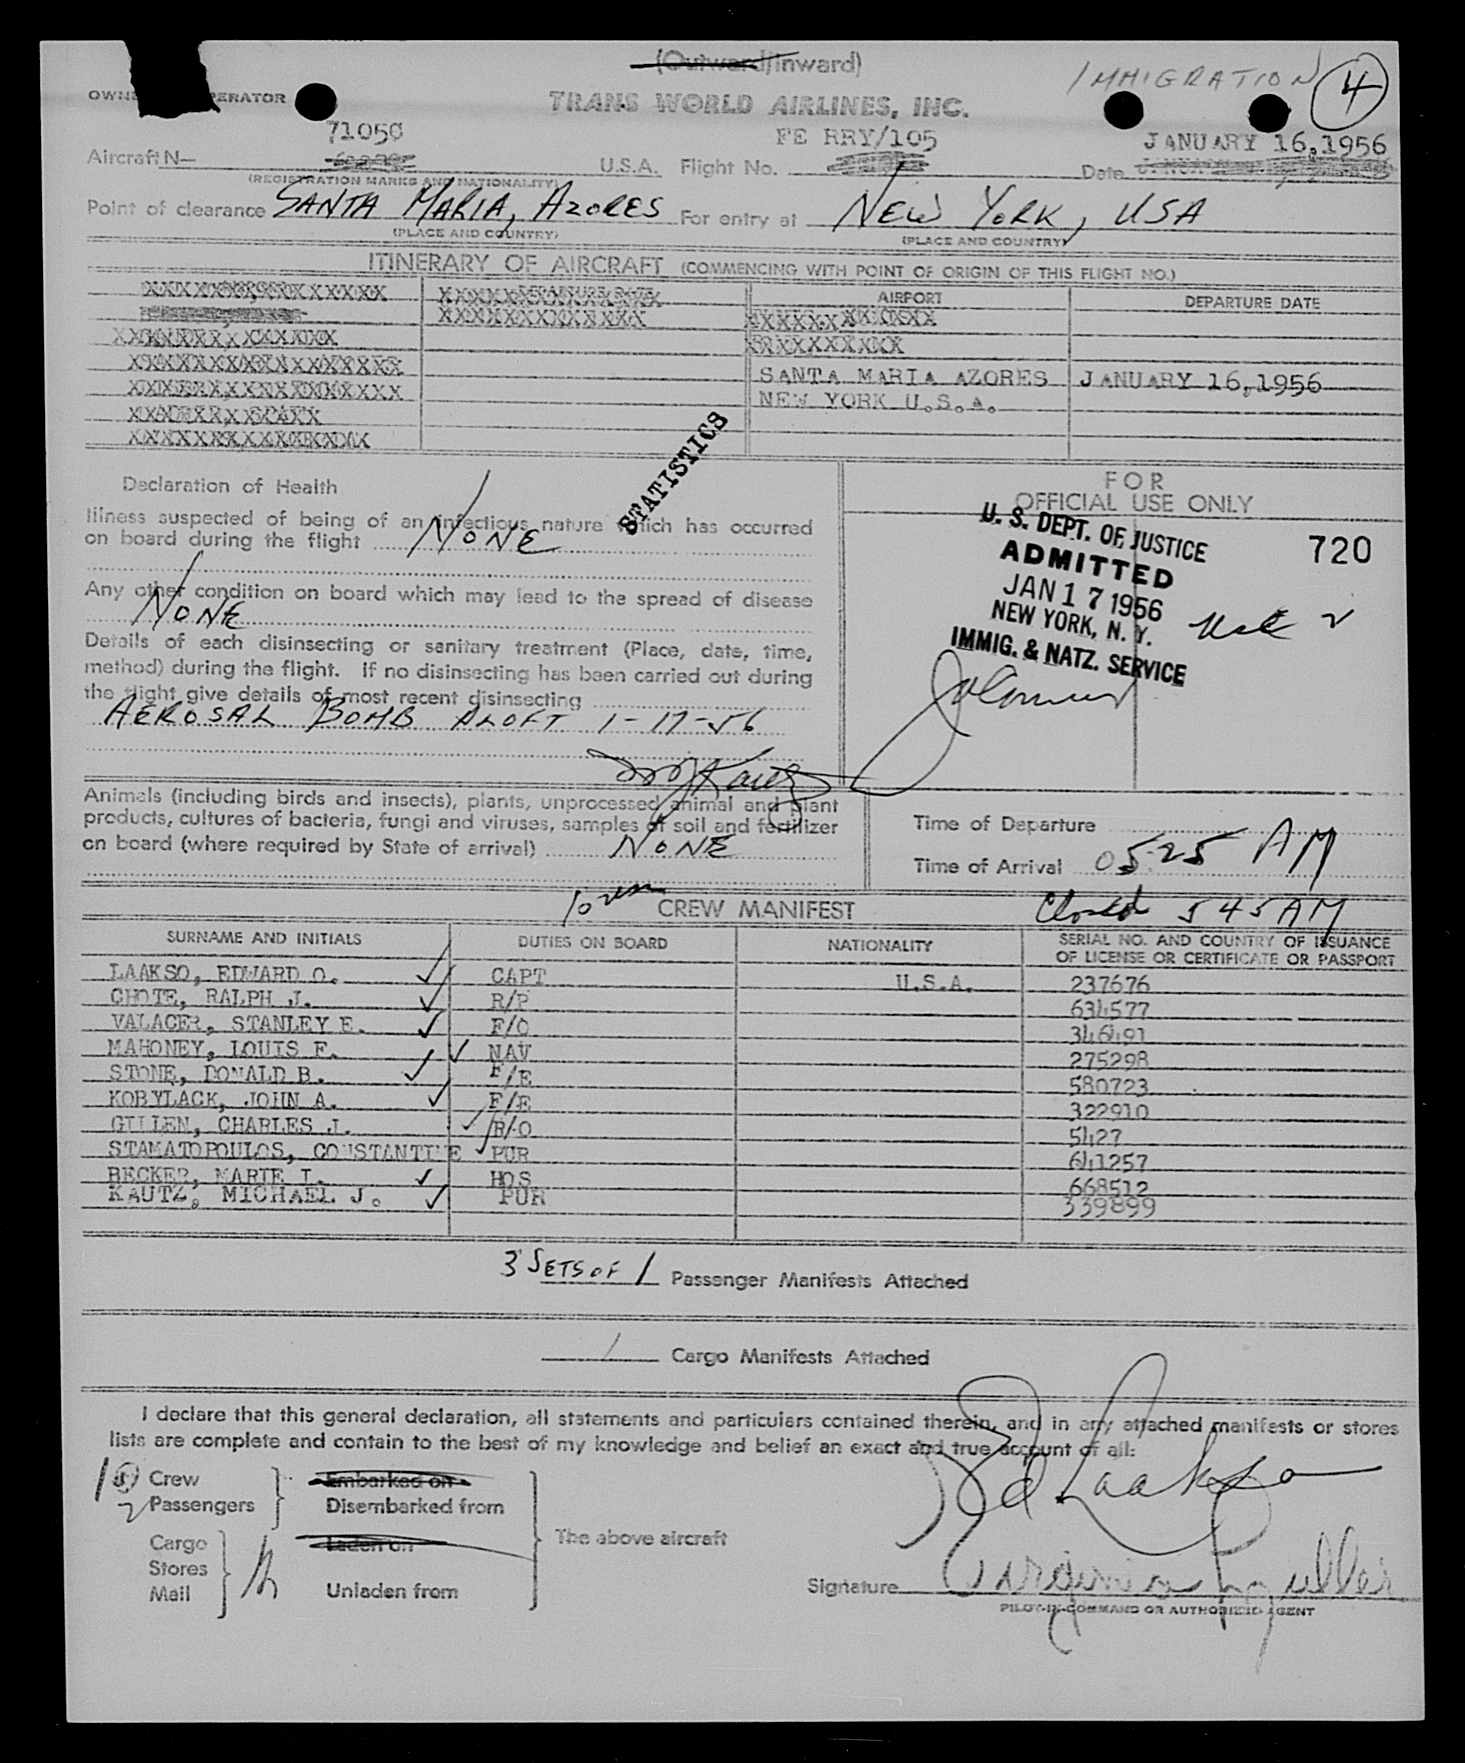 (Outward/Inward)
IMMIGRATION 4
OPERATOR TRANS WORLD AIRLINES, INC.
FERRY/105 JANUARY 16,1956
Aircraft N— U.S.A. Flight No. Date
(REGISTRATION MARKS AND NATIONALITY)
Point of clearance SANTA MARIA, AZORES For entry at NEW YORK, USA
(PLACE AND COUNTRY) (PLACE AND COUNTRY)
ITINERARY OF AIRCRAFT (COMMENCING WITH POINT OF ORIGIN OF THIS FLIGHT NO.)
AIRPORT DEPARTURE DATE
SANTA MARIA AZORES JANUARY 16,1956
NEW YORK U.S.A.
STATISTICS
Declaration of Health
Illness suspected of being of an infectious nature which has occurred
on board during the flight NONE
Any other condition on board which may lead to the spread of disease
NONE
Details of each disinsecting or sanitary treatment (Place, date, time,
method) during the flight. If no disinsecting has been carried out during
the flight give details of most recent disinsecting
AEROSAL BOMB ALOFT 1-17-56
FOR
OFFICIAL USE ONLY
U. S. DEPT. OF JUSTICE
ADMITTED
JAN 17 1956
NEW YORK, N. Y.
IMMIG. & NATZ. SERVICE
720
Animals (including birds and insects), plants, unprocessed animal and plant
products, cultures of bacteria, fungi and viruses, samples of soil and fertilizer
on board (where required by State of arrival) NONE
Time of Departure
Time of Arrival 0525 AM
Closed 545 AM
CREW MANIFEST
SURNAME AND INITIALS DUTIES ON BOARD NATIONALITY SERIAL NO. AND COUNTRY OF ISSUANCE
OF LICENSE OR CERTIFICATE OR PASSPORT
LAAKSO, EDWARD O. CAPT U.S.A. 237676
CHOTE, RALPH J. R/P 634577
VALAGER, STANLEY E. F/O 346491
MAHONEY, LOUIS F. NAV 275298
STONE, DONALD B. F/E 580723
KOBYLACK, JOHN A. F/E 322910
GILLEN, CHARLES J. R/O 5427
STAMATOPOULOS, CONSTANTINE PUR 641257
BECKER, MARIE I. HOS 668512
KAUTZ, MICHAEL J. PUR 339899
3 SETS OF 1 Passenger Manifests Attached
1 Cargo Manifests Attached
I declare that this general declaration, all statements and particulars contained therein, and in any attached manifests or stores
lists are complete and contain to the best of my knowledge and belief an exact and true account of all:
Crew Embarked on
2 Passengers Disembarked from
Cargo Laden on
Stores
Mail Unladen from
The above aircraft
Ed Laakso
Signature Virginia
PILOT-IN-COMMAND OR AUTHORIZED AGENT